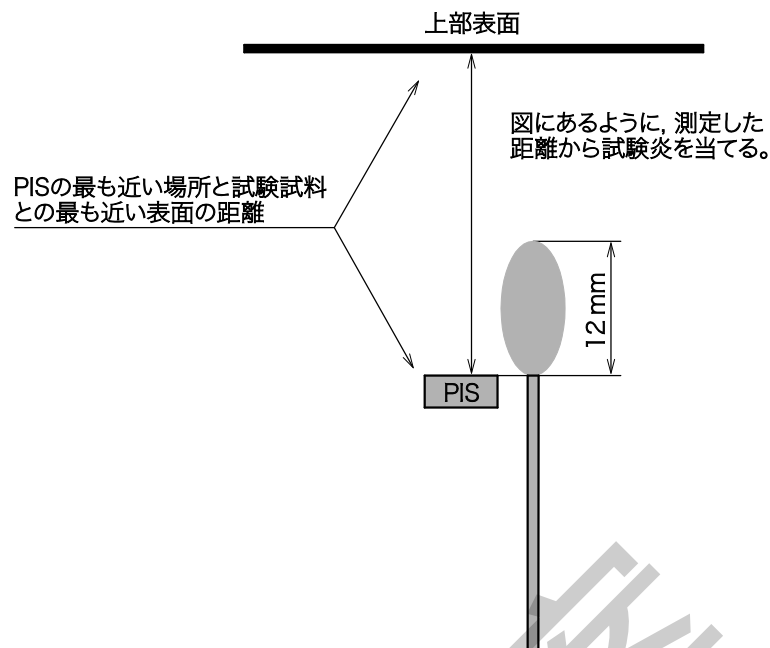 上部表面
図にあるように, 測定した
距離から試験炎を当てる。
PISの最も近い場所と試験試料
との最も近い表面の距離
12 mm
PIS